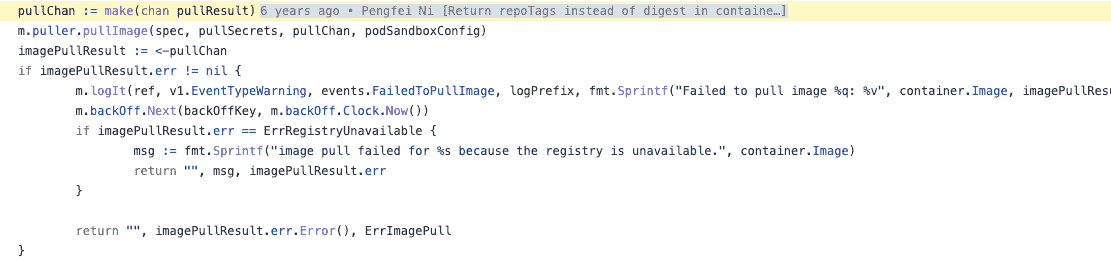 pullChan := make(chan pullResult) 6 years ago • Pengfei Ni [Return repoTags instead of digest in containe…]
m.puller.pullImage(spec, pullSecrets, pullChan, podSandboxConfig)
imagePullResult := <-pullChan
if imagePullResult.err != nil {
m.logIt(ref, v1.EventTypeWarning, events.FailedToPullImage, logPrefix, fmt.Sprintf("Failed to pull image %q: %v", container.Image, imagePullResu
m.backOff.Next(backOffKey, m.backOff.Clock.Now())
if imagePullResult.err == ErrRegistryUnavailable {
msg := fmt.Sprintf("image pull failed for %s because the registry is unavailable.", container.Image)
return "", msg, imagePullResult.err
}
return "", imagePullResult.err.Error(), ErrImagePull
}